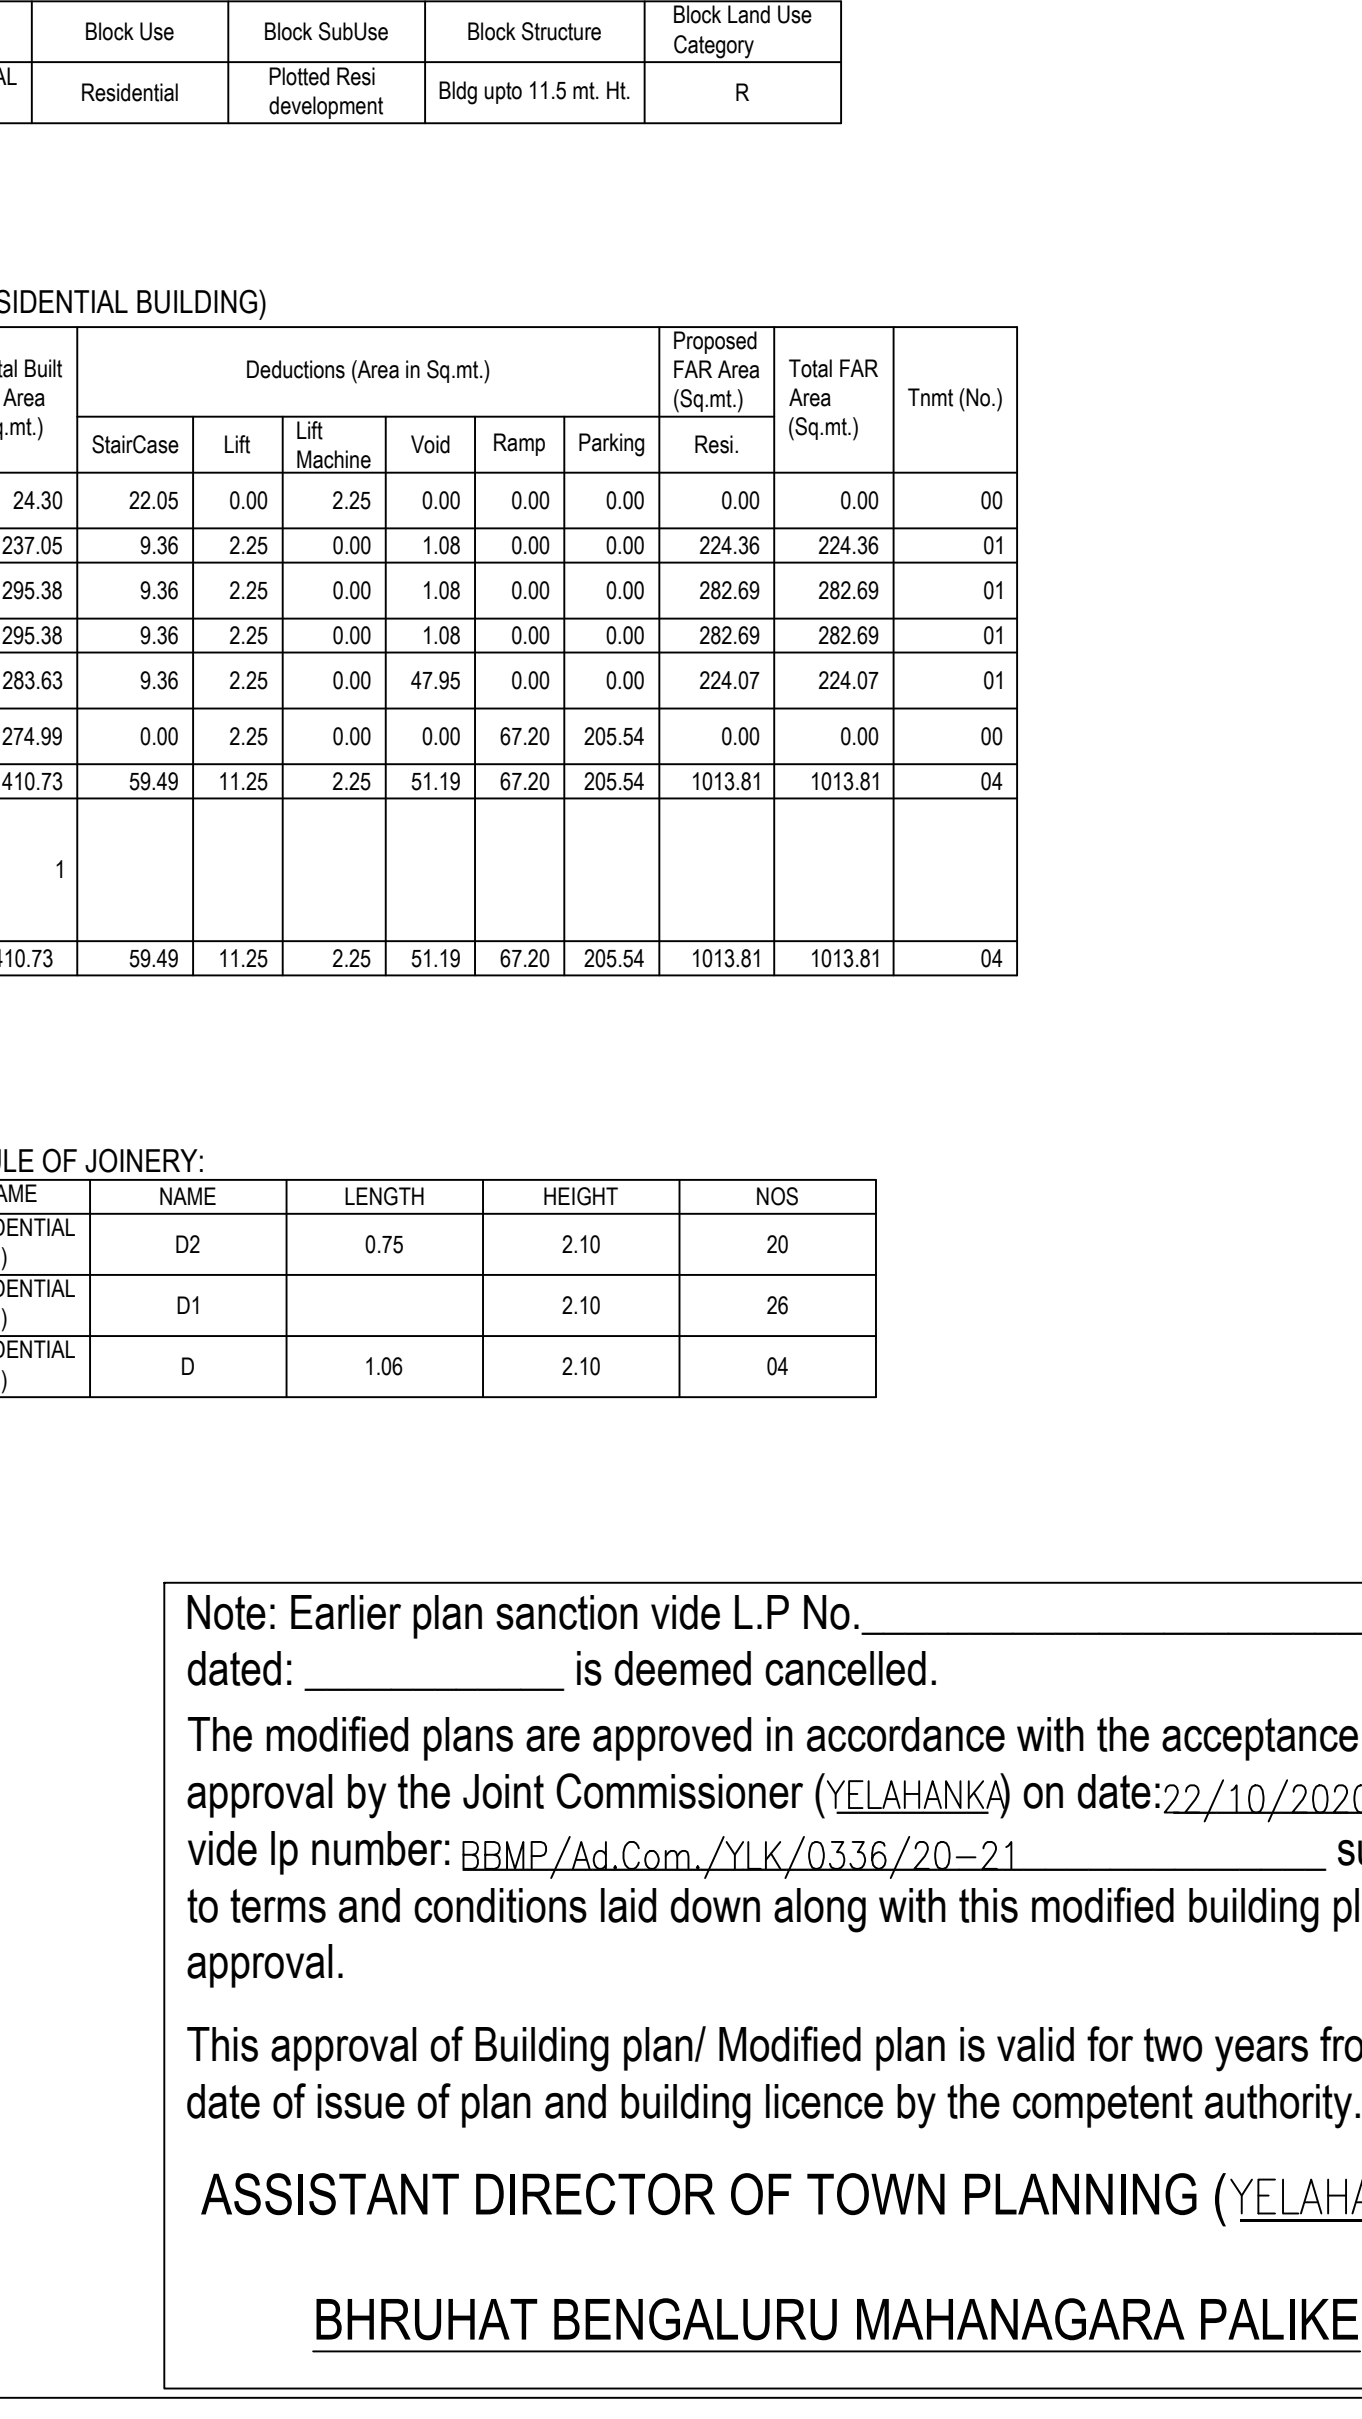 Block Use Block SubUse Block Structure Block Land Use Category
AL Residential Plotted Resi development Bldg upto 11.5 mt. Ht. R
SIDENTIAL BUILDING)
tal Built Area q.mt.) Deductions (Area in Sq.mt.) Proposed FAR Area (Sq.mt.) Total FAR Area (Sq.mt.) Tnmt (No.)
StairCase Lift Lift Machine Void Ramp Parking Resi.
24.30 22.05 0.00 2.25 0.00 0.00 0.00 0.00 0.00 00
237.05 9.36 2.25 0.00 1.08 0.00 0.00 224.36 224.36 01
295.38 9.36 2.25 0.00 1.08 0.00 0.00 282.69 282.69 01
295.38 9.36 2.25 0.00 1.08 0.00 0.00 282.69 282.69 01
283.63 9.36 2.25 0.00 47.95 0.00 0.00 224.07 224.07 01
274.99 0.00 2.25 0.00 0.00 67.20 205.54 0.00 0.00 00
410.73 59.49 11.25 2.25 51.19 67.20 205.54 1013.81 1013.81 04
1
410.73 59.49 11.25 2.25 51.19 67.20 205.54 1013.81 1013.81 04
ULE OF JOINERY:
AME NAME LENGTH HEIGHT NOS
DENTIAL ) D2 0.75 2.10 20
DENTIAL ) D1 2.10 26
DENTIAL ) D 1.06 2.10 04
Note: Earlier plan sanction vide L.P No.______________________
dated: ____________ is deemed cancelled.
The modified plans are approved in accordance with the acceptance
approval by the Joint Commissioner (YELAHANKA) on date:22/10/2020
vide lp number: BBMP/Ad.Com./YLK/0336/20-21 su
to terms and conditions laid down along with this modified building pl
approval.
This approval of Building plan/ Modified plan is valid for two years fro
date of issue of plan and building licence by the competent authority.
ASSISTANT DIRECTOR OF TOWN PLANNING (YELAHA
BHRUHAT BENGALURU MAHANAGARA PALIKE